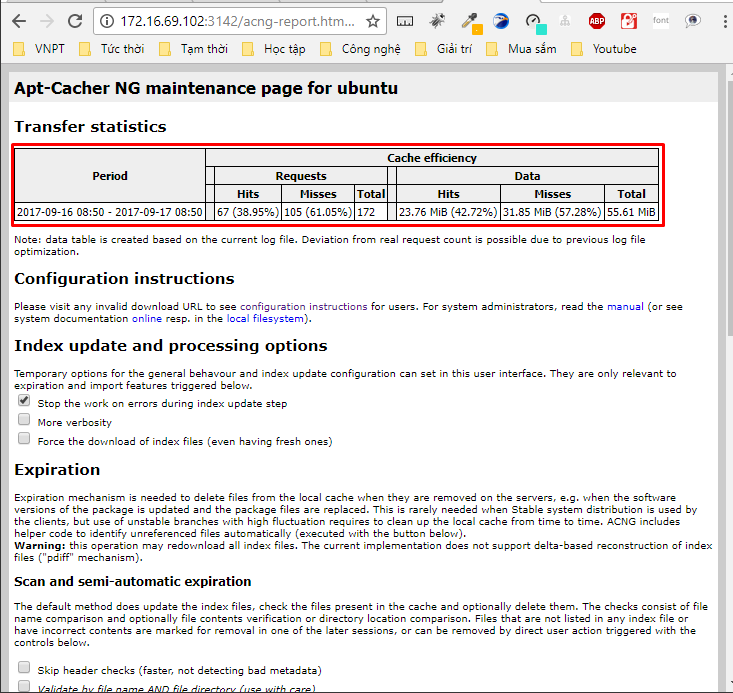 172.16.69.102:3142/acng-report.htm...
ABP
font
VNPT Tức thời Tạm thời Học tập Công nghệ Giải trí Mua sắm Youtube
Apt-Cacher NG maintenance page for ubuntu
Transfer statistics
Period Cache efficiency
Requests Data
Hits Misses Total Hits Misses Total
2017-09-16 08:50 - 2017-09-17 08:50 67 (38.95%) 105 (61.05%) 172 23.76 MiB (42.72%) 31.85 MiB (57.28%) 55.61 MiB
Note: data table is created based on the current log file. Deviation from real request count is possible due to previous log file
optimization.
Configuration instructions
Please visit any invalid download URL to see configuration instructions for users. For system administrators, read the manual (or see
system documentation online resp. in the local filesystem).
Index update and processing options
Temporary options for the general behavour and index update configuration can set in this user interface. They are only relevant to
expiration and import features triggered below.
Stop the work on errors during index update step
More verbosity
Force the download of index files (even having fresh ones)
Expiration
Expiration mechanism is needed to delete files from the local cache when they are removed on the servers, e.g. when the software
versions of the package is updated and the package files are replaced. This is rarely needed when Stable system distribution is used by
the clients, but use of unstable branches with high fluctuation requires to clean up the local cache from time to time. ACNG includes
helper code to identify unreferenced files automatically (executed with the button below).
Warning: this operation may redownload all index files. The current implementation does not support delta-based reconstruction of index
files ("pdiff" mechanism).
Scan and semi-automatic expiration
The default method does update the index files, check the files present in the cache and optionally delete them. The checks consist of file
name comparison and optionally file contents verification or directory location comparison. Files that are not listed in any index file or
have incorrect contents are marked for removal in one of the later sessions, or can be removed by direct user action triggered with the
controls below.
Skip header checks (faster, not detecting bad metadata)
Validate by file name AND file directory (use with care)